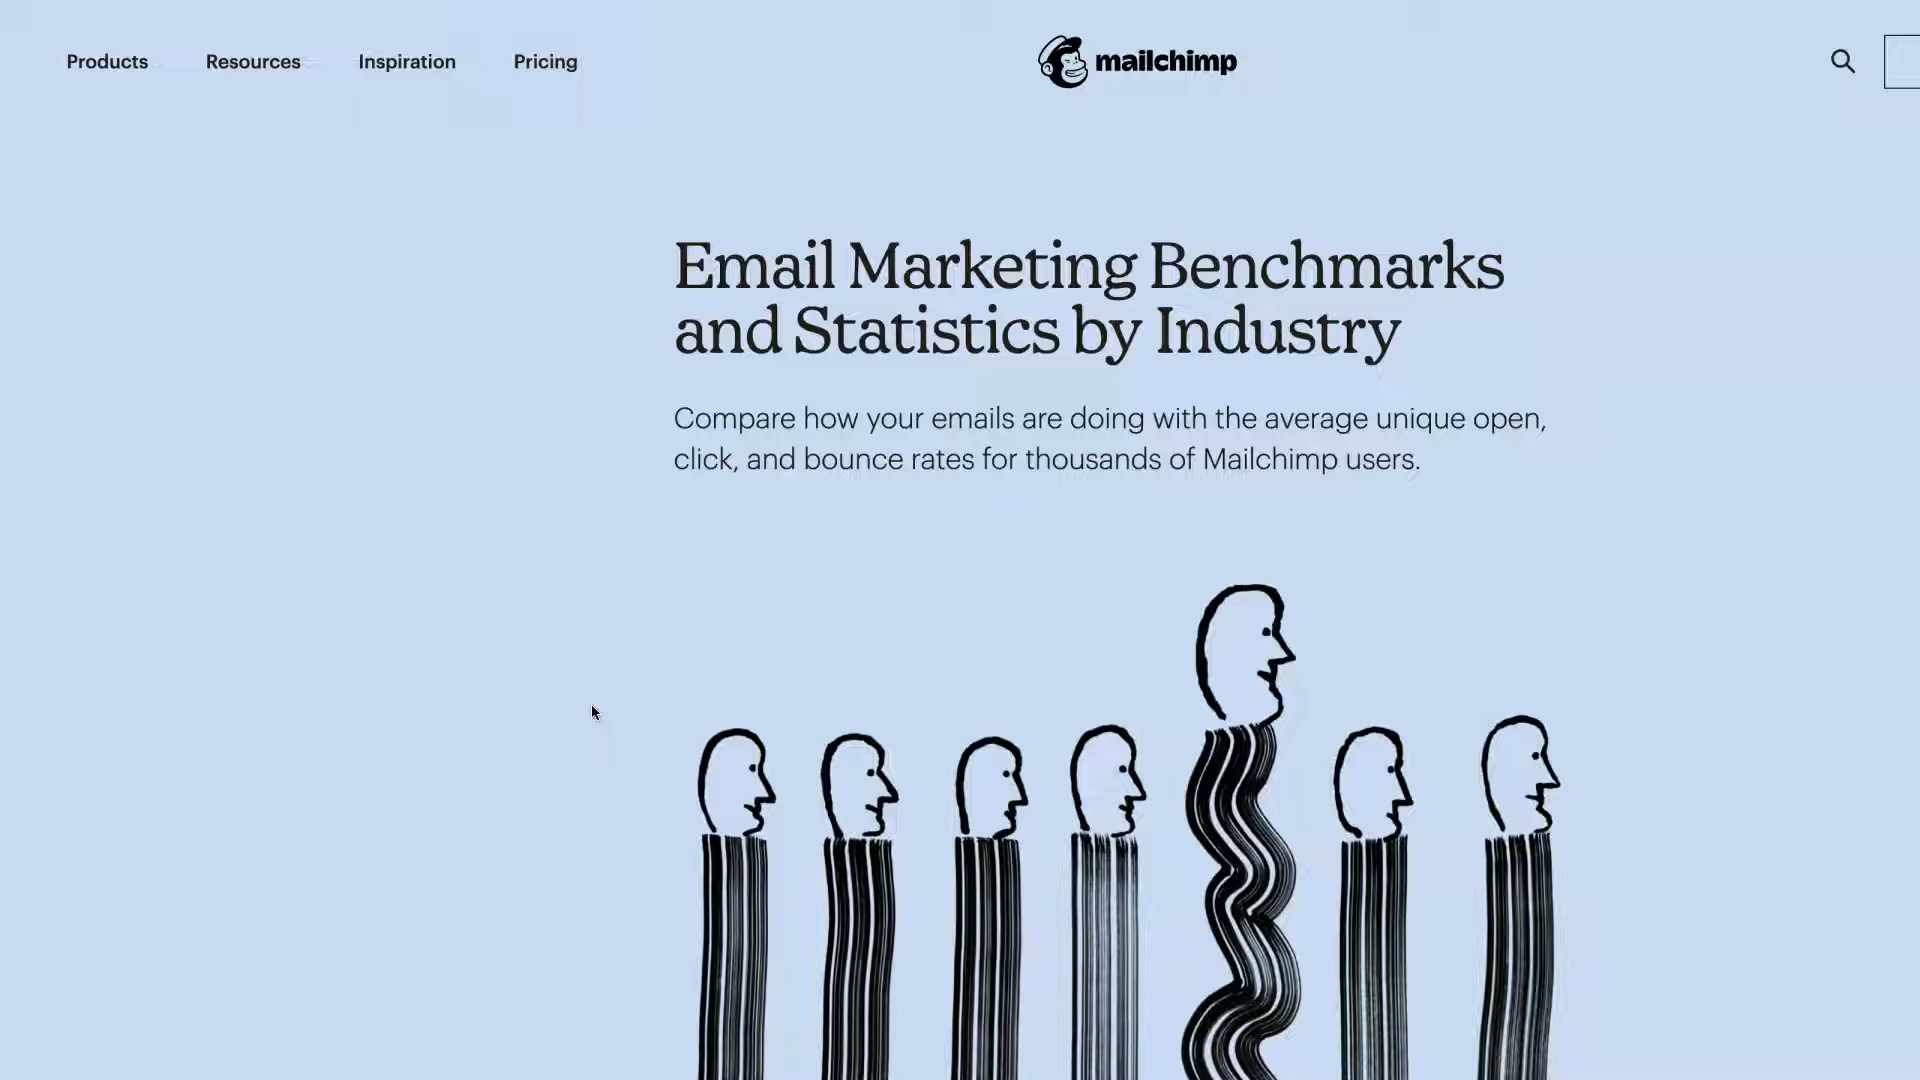 Products
Resources
Inspiration
Pricing
mailchimp
Email Marketing Benchmarks
and Statistics by Industry
Compare how your emails are doing with the average unique open,
click, and bounce rates for thousands of Mailchimp users.